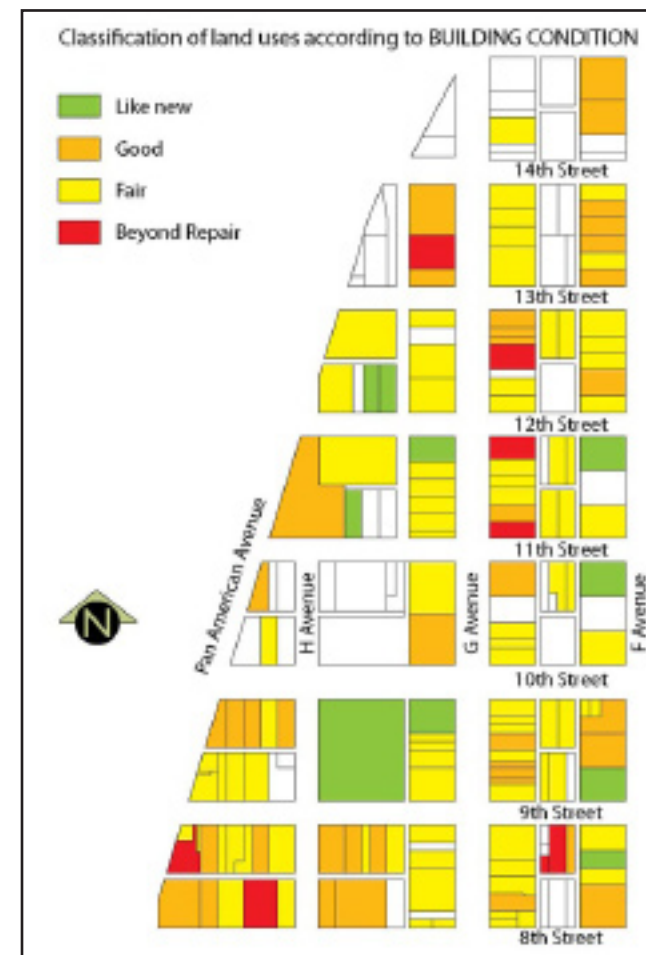 Classification of land uses according to BUILDING CONDITION
Like new
Good
Fair
Beyond Repair
14th Street
13th Street
12th Street
11th Street
Pan American Avenue
H Avenue
G Avenue
F Avenue
N
10th Street
9th Street
8th Street